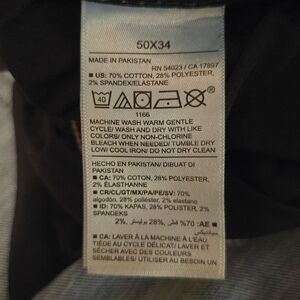 50X34
MADE IN PAKISTAN
RN 54023 / CA 17897
■ US: 70% COTTON, 28% POLYESTER,
2% SPANDEX/ELASTANE
40
1166
MACHINE WASH WARM GENTLE
CYCLE/ WASH AND DRY WITH LIKE
COLORS/ ONLY NON-CHLORINE
BLEACH WHEN NEEDED/ TUMBLE DRY
LOW/ COOL IRON/ DO NOT DRY CLEAN
HECHO EN PAKISTAN/ DIBUAT DI
PAKISTAN
■ CA: 70% COTON, 28% POLYESTER,
2% ÉLASTHANNE
■ CR/CL/GT/MX/PA/PE/SV: 70%
algodón, 28% poliéster, 2% elastano
■ ID: 70% KAPAS, 28% POLISTER, 2%
SPANDEKS
■ CA: LAVER À LA MACHINE À L'EAU
TIÈDE AU CYCLE DÉLICAT/ LAVER ET
SÉCHER AVEC DES COULEURS
SEMBLABLES/ UTILISER AU BESOIN UN